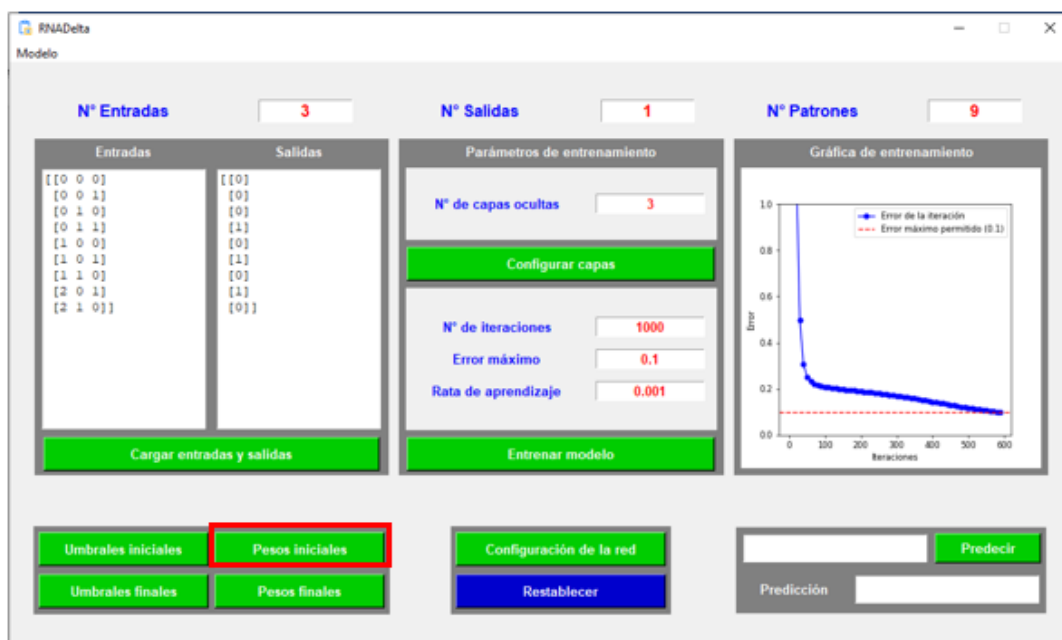 RNADelta
Modelo
N° Entradas 3 N° Salidas 1 N° Patrones 9
Entradas Salidas
[[0 0 0]
[0 0 1]
[0 1 0]
[0 1 1]
[1 0 0]
[1 0 1]
[1 1 0]
[2 0 1]
[2 1 0]]
[[0]
[0]
[0]
[1]
[0]
[1]
[0]
[1]
[0]]
Cargar entradas y salidas
Parámetros de entrenamiento
N° de capas ocultas 3
Configurar capas
N° de iteraciones 1000
Error máximo 0.1
Rata de aprendizaje 0.001
Entrenar modelo
Gráfica de entrenamiento
Error de la iteración
Error máximo permitido (0.1)
1.0
0.8
0.6
0.4
0.2
0.0
Error
0 100 200 300 400 500 600
Iteraciones
Umbrales iniciales Pesos iniciales
Umbrales finales Pesos finales
Configuración de la red
Restablecer
Predecir
Predicción